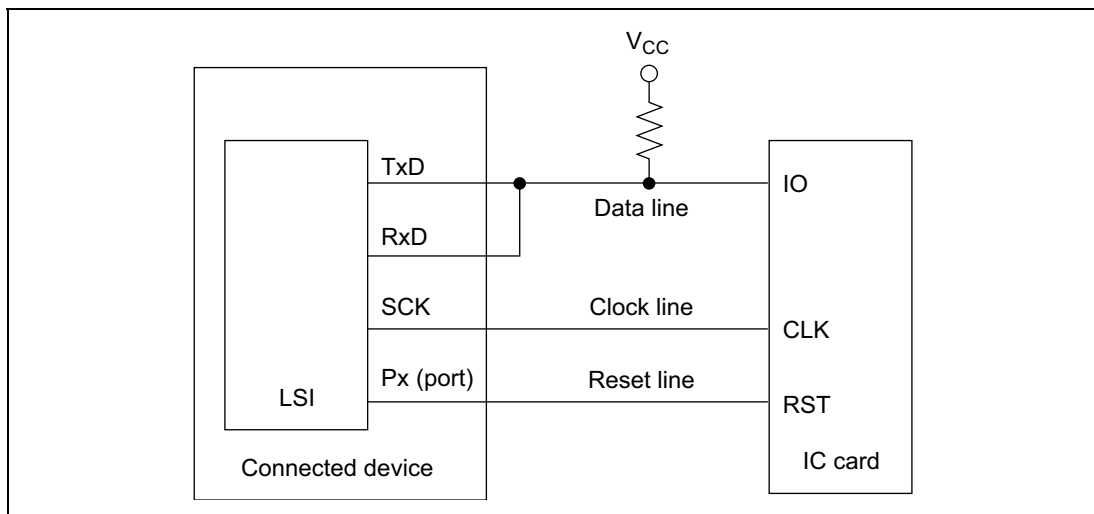 VCC
TxD
IO
Data line
RxD
SCK
Clock line
CLK
Px (port)
Reset line
RST
LSI
IC card
Connected device